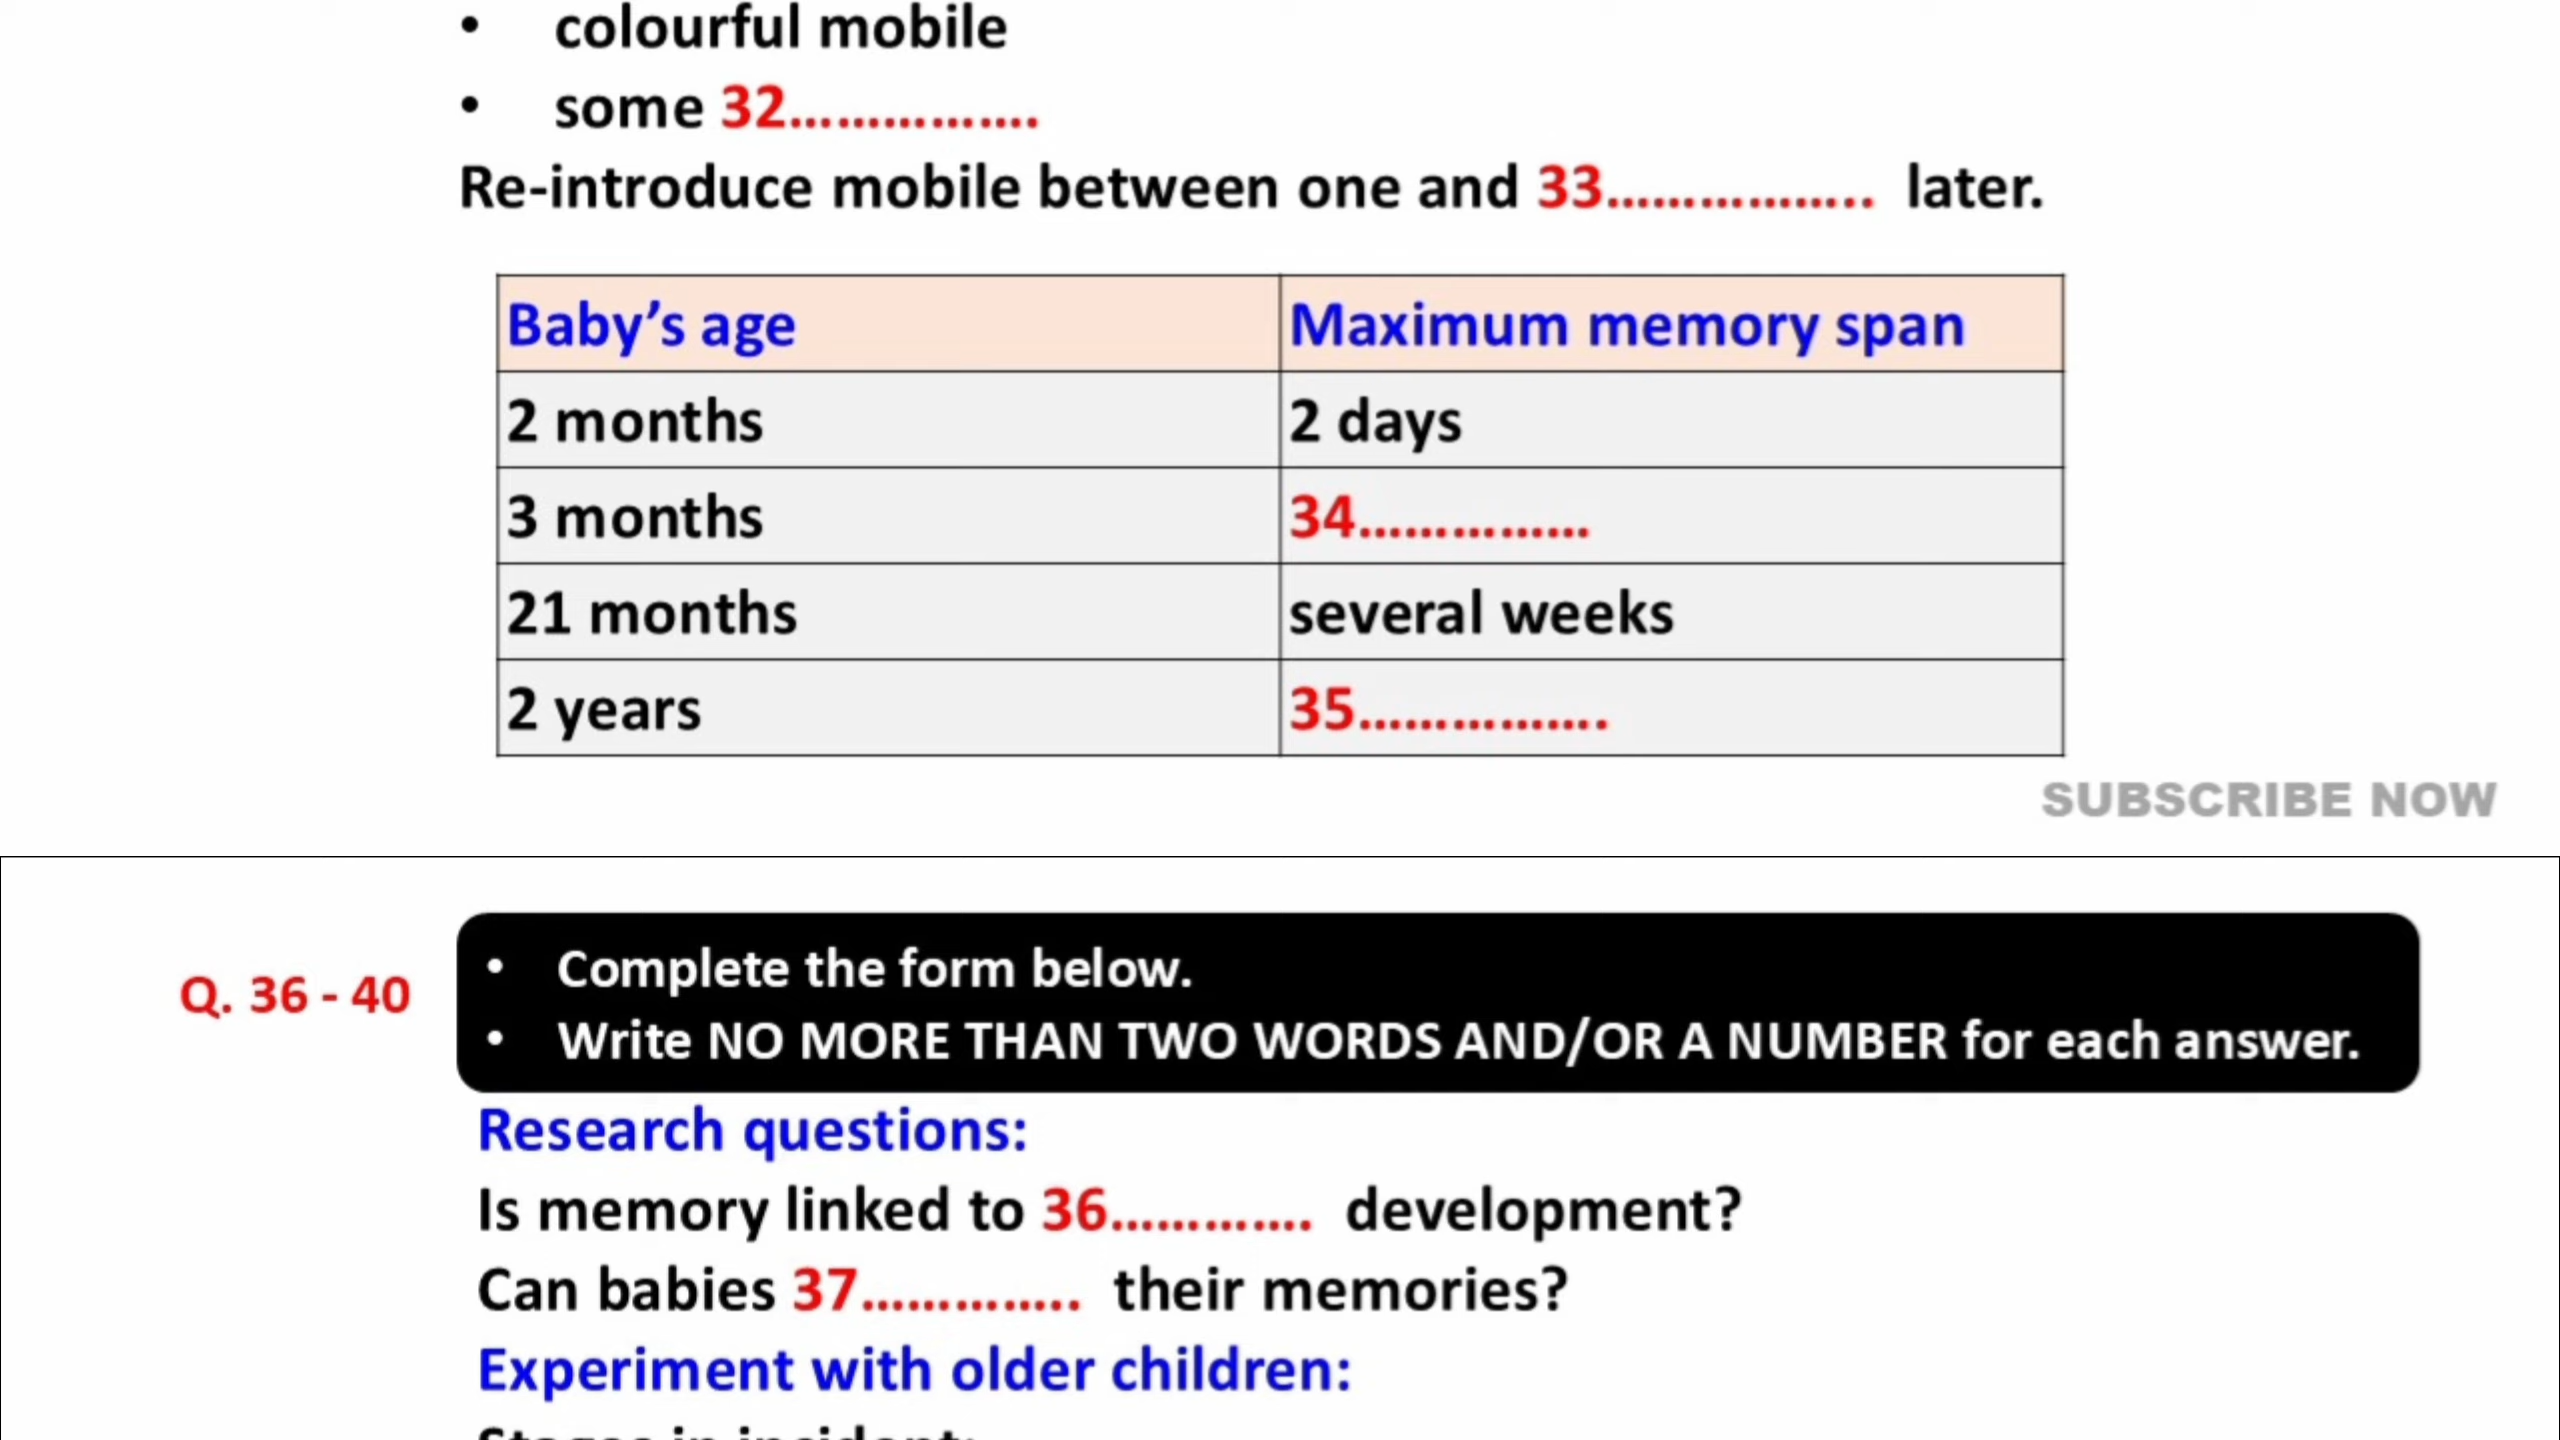 • colourful mobile
• some 32................
Re-introduce mobile between one and 33................. later.
Baby’s age Maximum memory span
2 months 2 days
3 months 34...............
21 months several weeks
2 years 35................
SUBSCRIBE NOW
Q. 36 - 40
• Complete the form below.
• Write NO MORE THAN TWO WORDS AND/OR A NUMBER for each answer.
Research questions:
Is memory linked to 36............. development?
Can babies 37.............. their memories?
Experiment with older children:
Stages in incident: